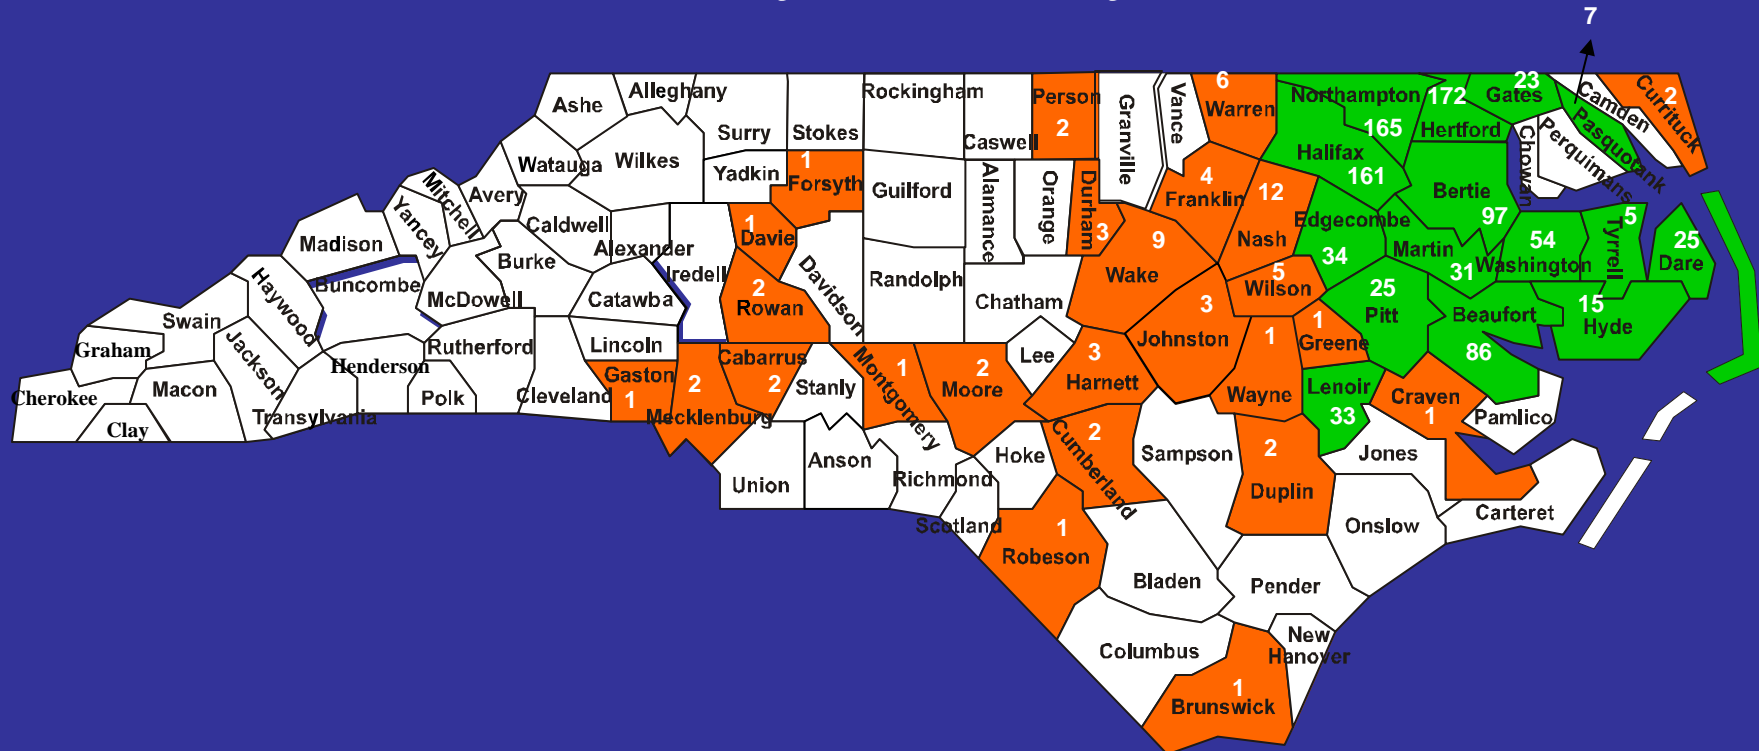 7
Ashe
Alleghany
Surry
Stokes
Rockingham
Caswell
Person
2
Granville
Vance
6
Warren
Northampton
165
172
Hertford
23
Gates
Camden
2
Currituck
Pasquotank
Perquimans
Chowan
Watauga
Wilkes
Yadkin
1
Forsyth
Guilford
Alamance
Orange
Durham
3
4
Franklin
12
Nash
Halifax
161
Bertie
97
Mitchell
Avery
Yancey
Madison
Caldwell
Alexander
Burke
Iredell
1
Davie
Davidson
Randolph
Chatham
9
Wake
Edgecombe
34
Martin
31
54
Washington
5
Tyrrell
25
Dare
Haywood
Buncombe
McDowell
Catawba
2
Rowan
5
Wilson
25
Pitt
Beaufort
86
15
Hyde
Swain
Graham
Jackson
Henderson
Rutherford
Lincoln
Cabarrus
2
Stanly
Montgomery
1
2
Moore
Lee
3
Harnett
3
Johnston
1
Wayne
1
Greene
Lenoir
33
Craven
1
Pamlico
Cherokee
Macon
Clay
Transylvania
Polk
Cleveland
Gaston
1
2
Mecklenburg
Union
Anson
Richmond
Scotland
Hoke
2
Cumberland
Sampson
2
Duplin
Jones
Onslow
Carteret
1
Robeson
Bladen
Pender
Columbus
New
Hanover
1
Brunswick